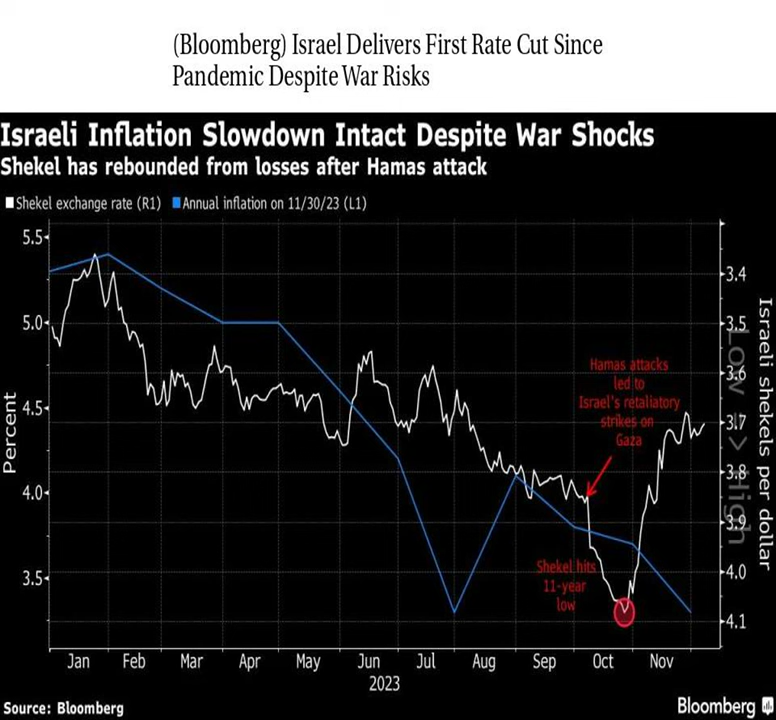 (Bloomberg) Israel Delivers First Rate Cut Since
Pandemic Despite War Risks
Israeli Inflation Slowdown Intact Despite War Shocks
Shekel has rebounded from losses after Hamas attack
Shekel exchange rate (R1) Annual inflation on 11/30/23 (L1)
5.5
5.0
4.5
4.0
3.5
Percent
3.4
3.5
3.6
3.7
3.8
3.9
4.0
4.1
Low => High
Israeli shekels per dollar
Hamas attacks
led to
Israel's retaliatory
strikes on
Gaza
Shekel hits
11-year
low
Jan Feb Mar Apr May Jun Jul Aug Sep Oct Nov
2023
Source: Bloomberg
Bloomberg